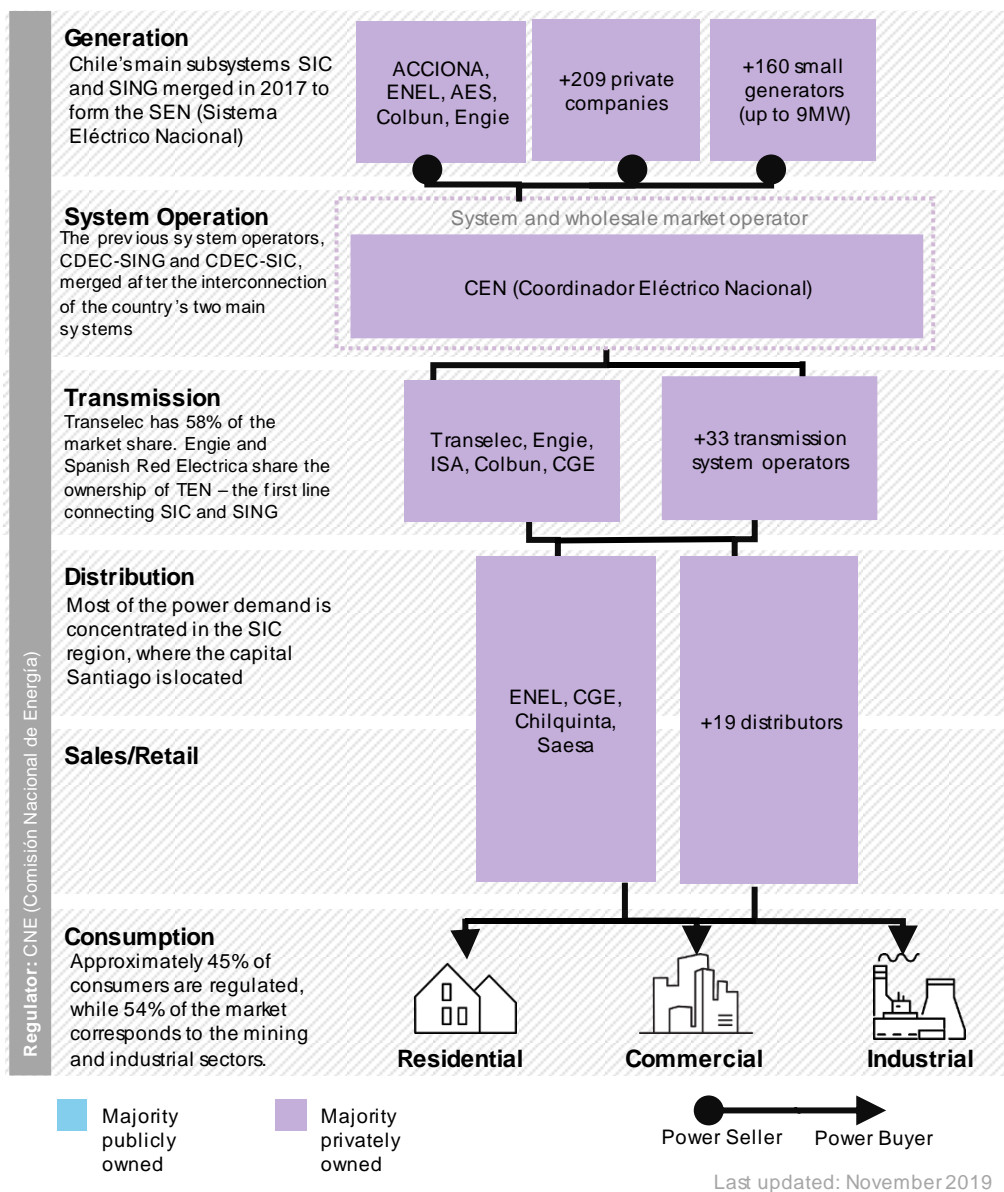 Generation
Chile's main subsystems SIC
and SING merged in 2017 to
form the SEN (Sistema
Eléctrico Nacional)
ACCIONA,
ENEL, AES,
Colbun, Engie
+209 private
companies
+160 small
generators
(up to 9MW)
System Operation
The previous system operators,
CDEC-SING and CDEC-SIC,
merged after the interconnection
of the country's two main
systems
System and wholesale market operator
CEN (Coordinador Eléctrico Nacional)
Transmission
Transelec has 58% of the
market share. Engie and
Spanish Red Electrica share the
ownership of TEN – the first line
connecting SIC and SING
Transelec, Engie,
ISA, Colbun, CGE
+33 transmission
system operators
Distribution
Most of the power demand is
concentrated in the SIC
region, where the capital
Santiago is located
ENEL, CGE,
Chilquinta,
Saesa
+19 distributors
Sales/Retail
Regulator: CNE (Comisión Nacional de Energía)
Consumption
Approximately 45% of
consumers are regulated,
while 54% of the market
corresponds to the mining
and industrial sectors.
Residential
Commercial
Industrial
Majority
publicly
owned
Majority
privately
owned
Power Seller
Power Buyer
Last updated: November 2019